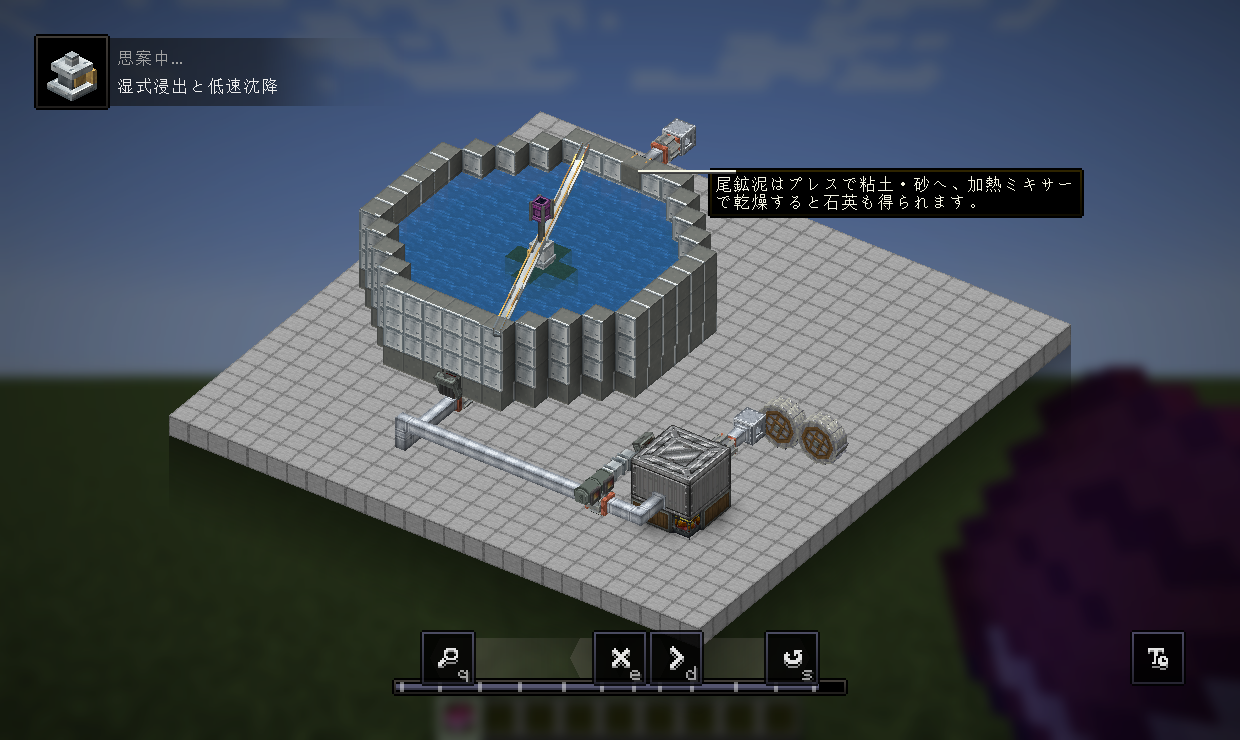 思案中...
湿式浸出と低速沈降
尾鉱泥はプレスで粘土・砂へ、加熱ミキサー
で乾燥すると石英も得られます。
q
e
d
s